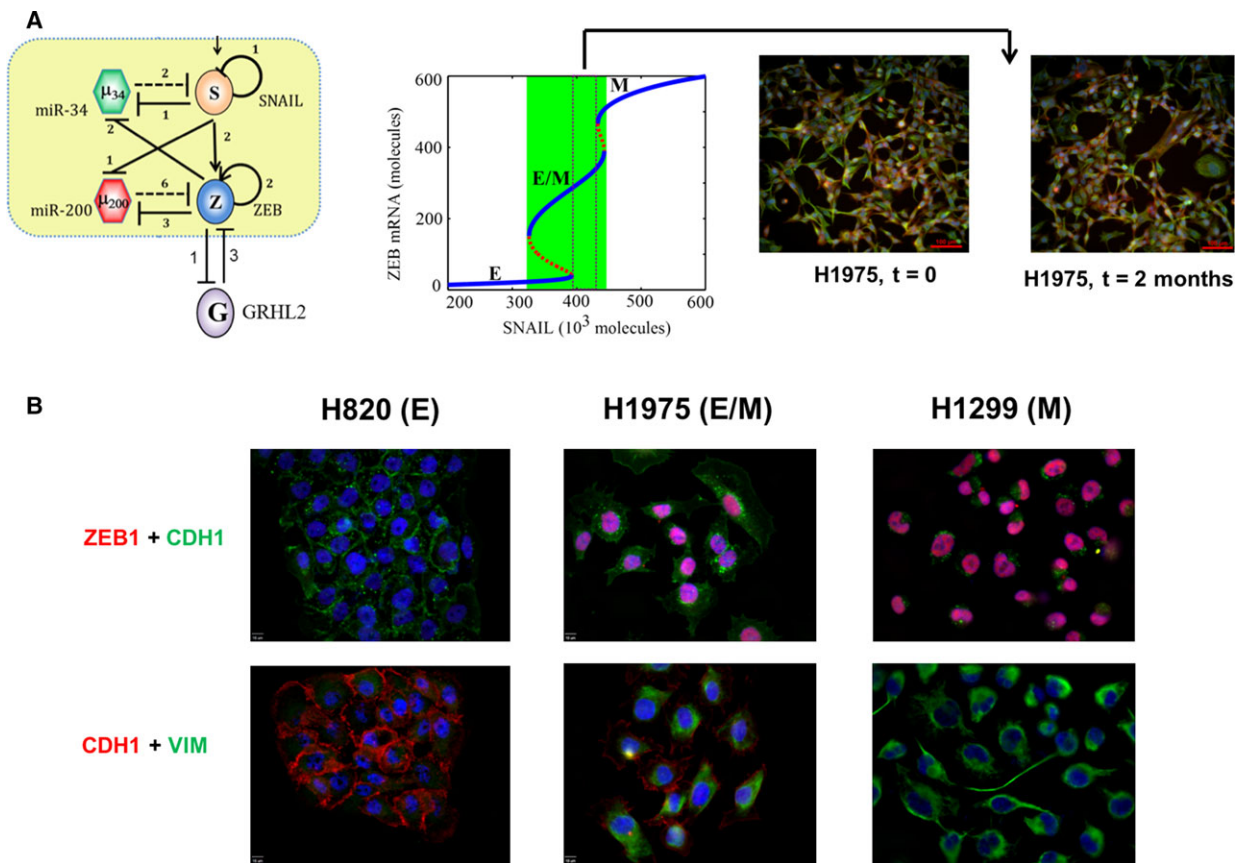 A
μ34
miR-34
2
1
S
1
SNAIL
2
1
2
μ200
miR-200
6
3
Z
2
ZEB
1
3
G
GRHL2
ZEB mRNA (molecules)
600
400
200
0
E
E/M
M
200
300
400
500
600
SNAIL (10³ molecules)
H1975, t = 0
H1975, t = 2 months
B
H820 (E)
H1975 (E/M)
H1299 (M)
ZEB1 + CDH1
CDH1 + VIM